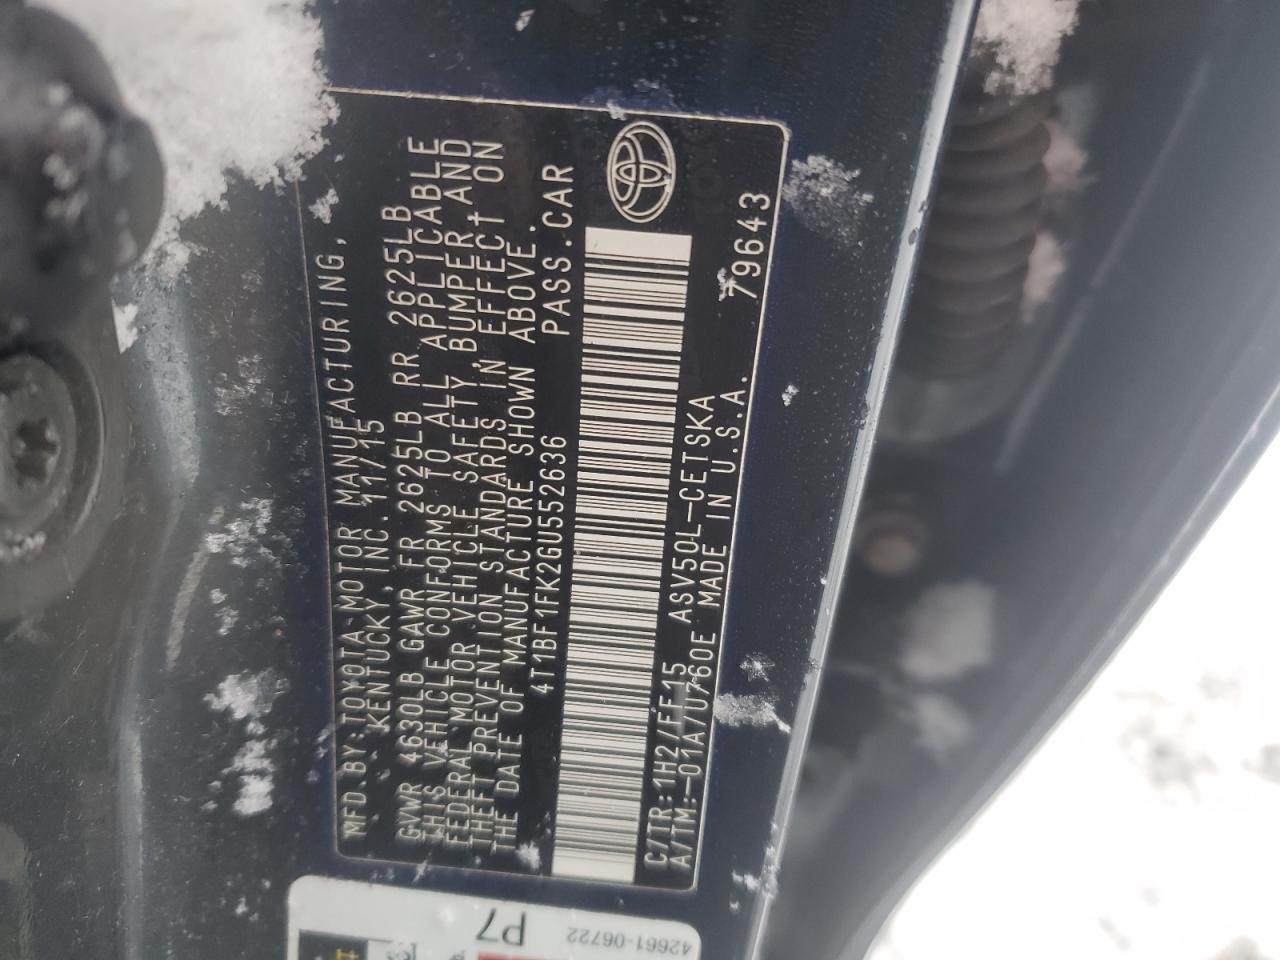 MFD.BY:TOYOTA MOTOR MANUFACTURING,
KENTUCKY, INC. 11/15
GVWR 4630LB GAWR FR 2625LB RR 2625LB
THIS VEHICLE CONFORMS TO ALL APPLICABLE
FEDERAL MOTOR VEHICLE SAFETY,BUMPER,AND
THEFT PREVENTION STANDARDS IN EFFECT ON
THE DATE OF MANUFACTURE SHOWN ABOVE.
4T1BF1FK2GU552636 PASS.CAR
C/TR:1H2/FF15 ASV50L-CETSKA
A/TM:-01A/U760E MADE IN U.S.A. 79643
P7
42661-06722